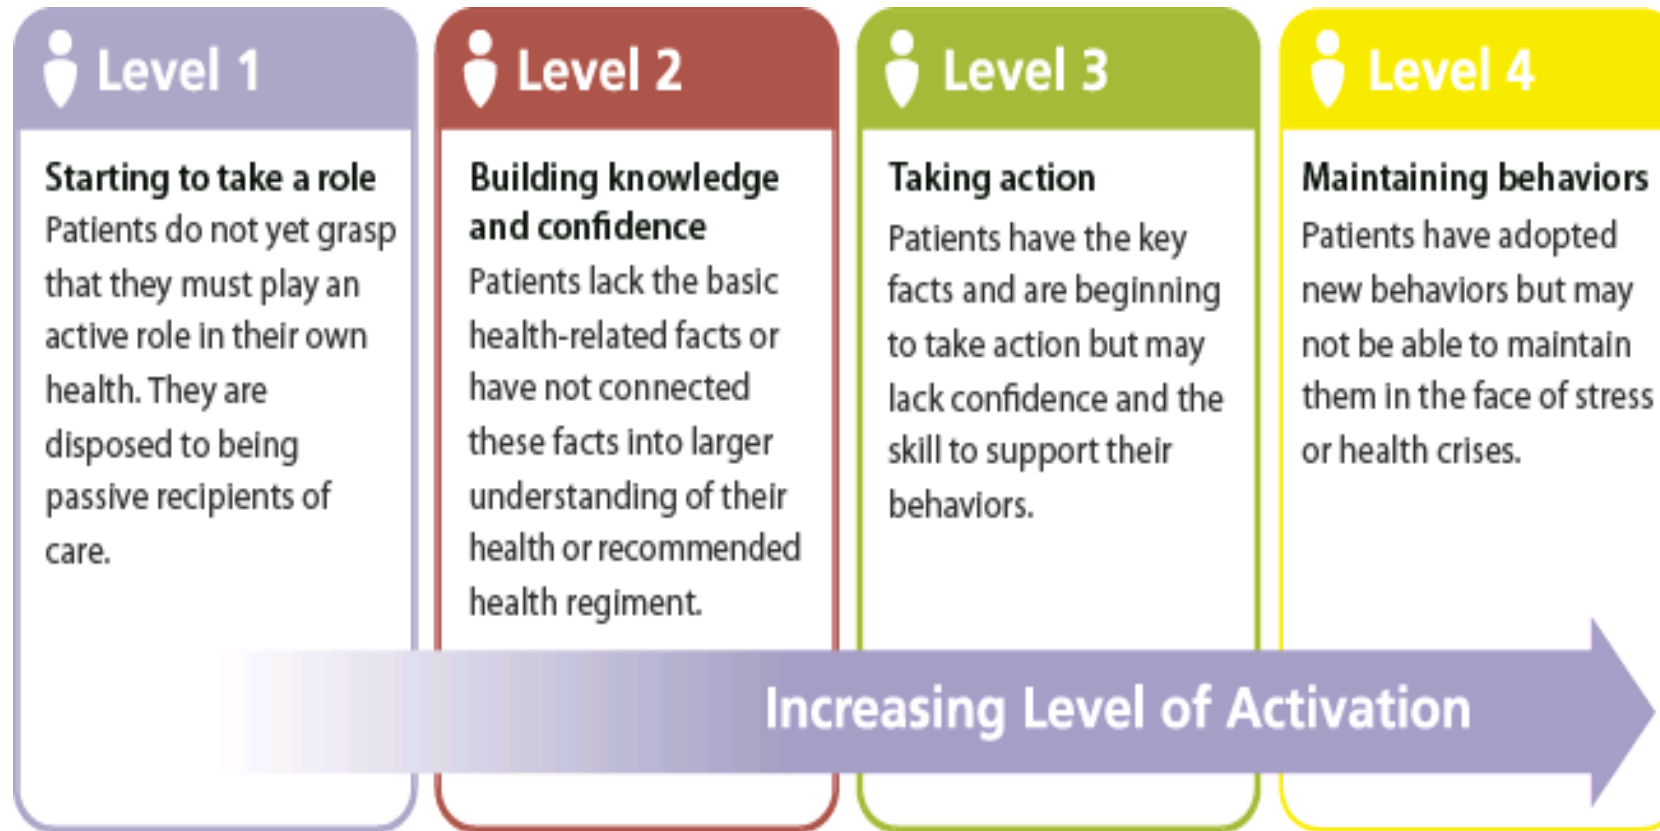 Level 1
Starting to take a role
Patients do not yet grasp
that they must play an
active role in their own
health. They are
disposed to being
passive recipients of
care.
Level 2
Building knowledge
and confidence
Patients lack the basic
health-related facts or
have not connected
these facts into larger
understanding of their
health or recommended
health regiment.
Level 3
Taking action
Patients have the key
facts and are beginning
to take action but may
lack confidence and the
skill to support their
behaviors.
Level 4
Maintaining behaviors
Patients have adopted
new behaviors but may
not be able to maintain
them in the face of stress
or health crises.
Increasing Level of Activation